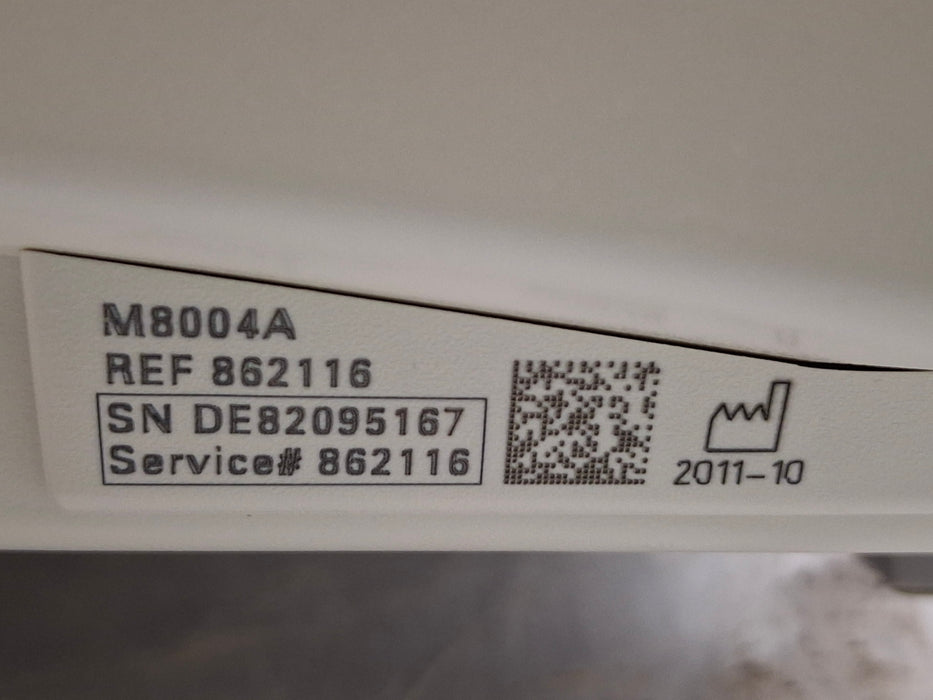 M8004A
REF 862116
SN DE82095167
Service# 862116
2011-10